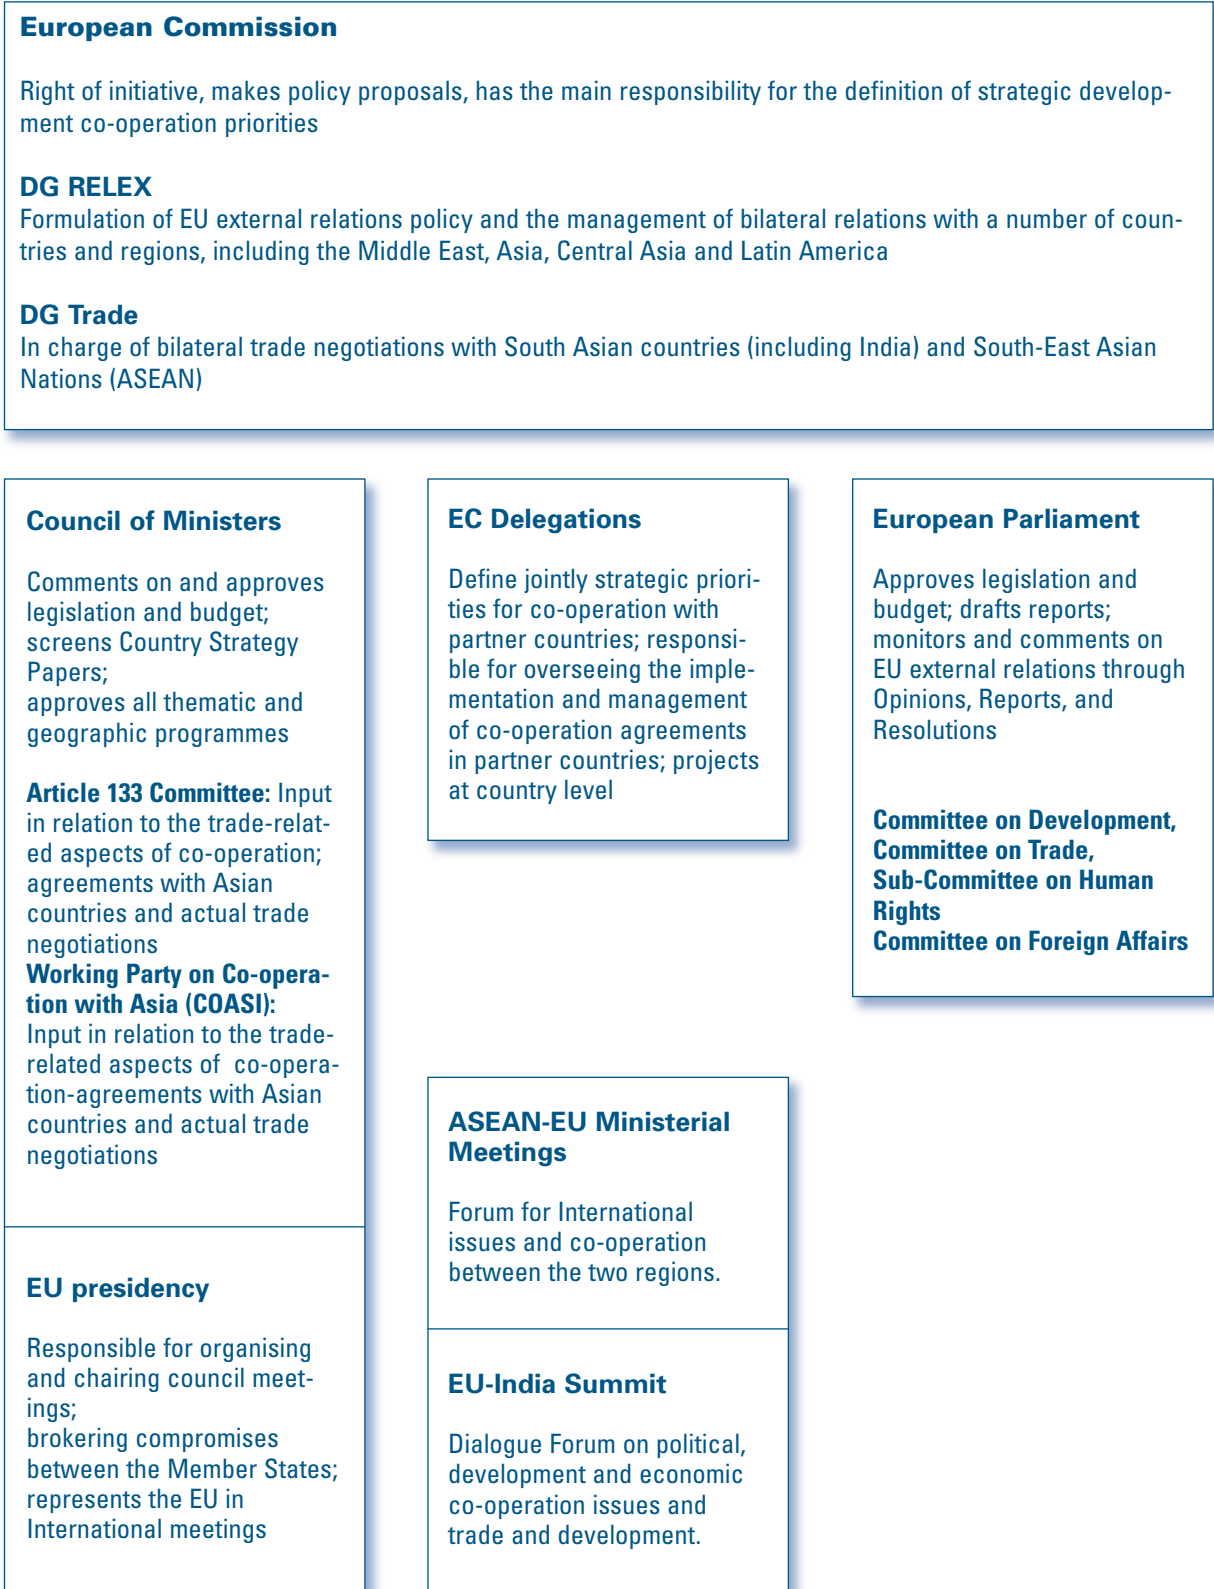 European Commission
Right of initiative, makes policy proposals, has the main responsibility for the definition of strategic develop-
ment co-operation priorities
DG RELEX
Formulation of EU external relations policy and the management of bilateral relations with a number of coun-
tries and regions, including the Middle East, Asia, Central Asia and Latin America
DG Trade
In charge of bilateral trade negotiations with South Asian countries (including India) and South-East Asian
Nations (ASEAN)
Council of Ministers
Comments on and approves
legislation and budget;
screens Country Strategy
Papers;
approves all thematic and
geographic programmes
Article 133 Committee: Input
in relation to the trade-relat-
ed aspects of co-operation;
agreements with Asian
countries and actual trade
negotiations
Working Party on Co-opera-
tion with Asia (COASI):
Input in relation to the trade-
related aspects of  co-opera-
tion-agreements with Asian
countries and actual trade
negotiations
EU presidency
Responsible for organising
and chairing council meet-
ings;
brokering compromises
between the Member States;
represents the EU in
International meetings
EC Delegations
Define jointly strategic priori-
ties for co-operation with
partner countries; responsi-
ble for overseeing the imple-
mentation and management
of co-operation agreements
in partner countries; projects
at country level
ASEAN-EU Ministerial
Meetings
Forum for International
issues and co-operation
between the two regions.
EU-India Summit
Dialogue Forum on political,
development and economic
co-operation issues and
trade and development.
European Parliament
Approves legislation and
budget; drafts reports;
monitors and comments on
EU external relations through
Opinions, Reports, and
Resolutions
Committee on Development,
Committee on Trade,
Sub-Committee on Human
Rights
Committee on Foreign Affairs